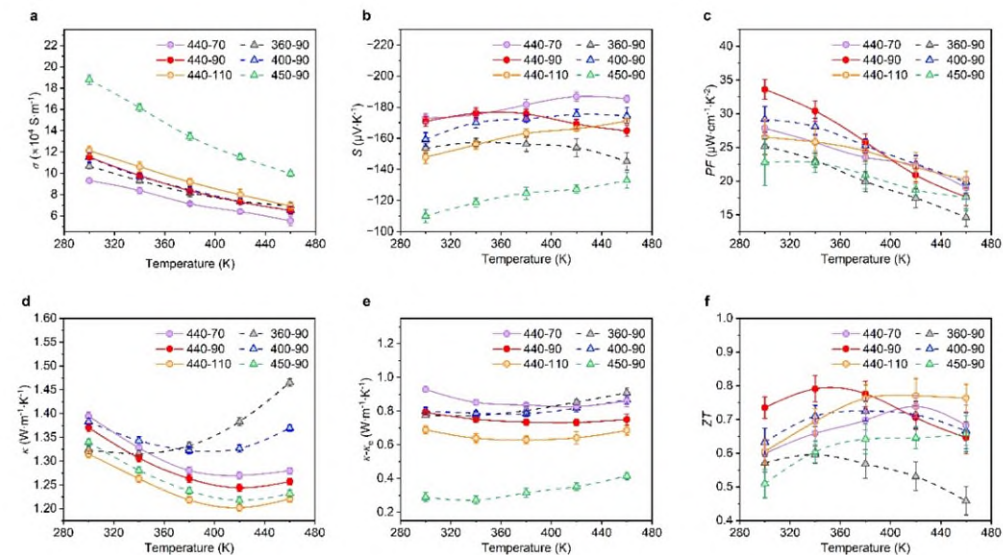 a
σ (×10⁴ S·m⁻¹)
22
20
18
16
14
12
10
8
6
280 320 360 400 440 480
Temperature (K)
440-70 360-90
440-90 400-90
440-110 450-90
b
S (μV·K⁻¹)
−220
−200
−180
−160
−140
−120
−100
280 320 360 400 440 480
Temperature (K)
440-70 360-90
440-90 400-90
440-110 450-90
c
PF (μW·cm⁻¹·K⁻²)
40
35
30
25
20
15
280 320 360 400 440 480
Temperature (K)
440-70 360-90
440-90 400-90
440-110 450-90
d
κ (W·m⁻¹·K⁻¹)
1.60
1.55
1.50
1.45
1.40
1.35
1.30
1.25
1.20
280 320 360 400 440 480
Temperature (K)
440-70 360-90
440-90 400-90
440-110 450-90
e
κ-κₑ (W·m⁻¹·K⁻¹)
1.2
1.0
0.8
0.6
0.4
0.2
280 320 360 400 440 480
Temperature (K)
440-70 360-90
440-90 400-90
440-110 450-90
f
ZT
1.0
0.9
0.8
0.7
0.6
0.5
0.4
280 320 360 400 440 480
Temperature (K)
440-70 360-90
440-90 400-90
440-110 450-90